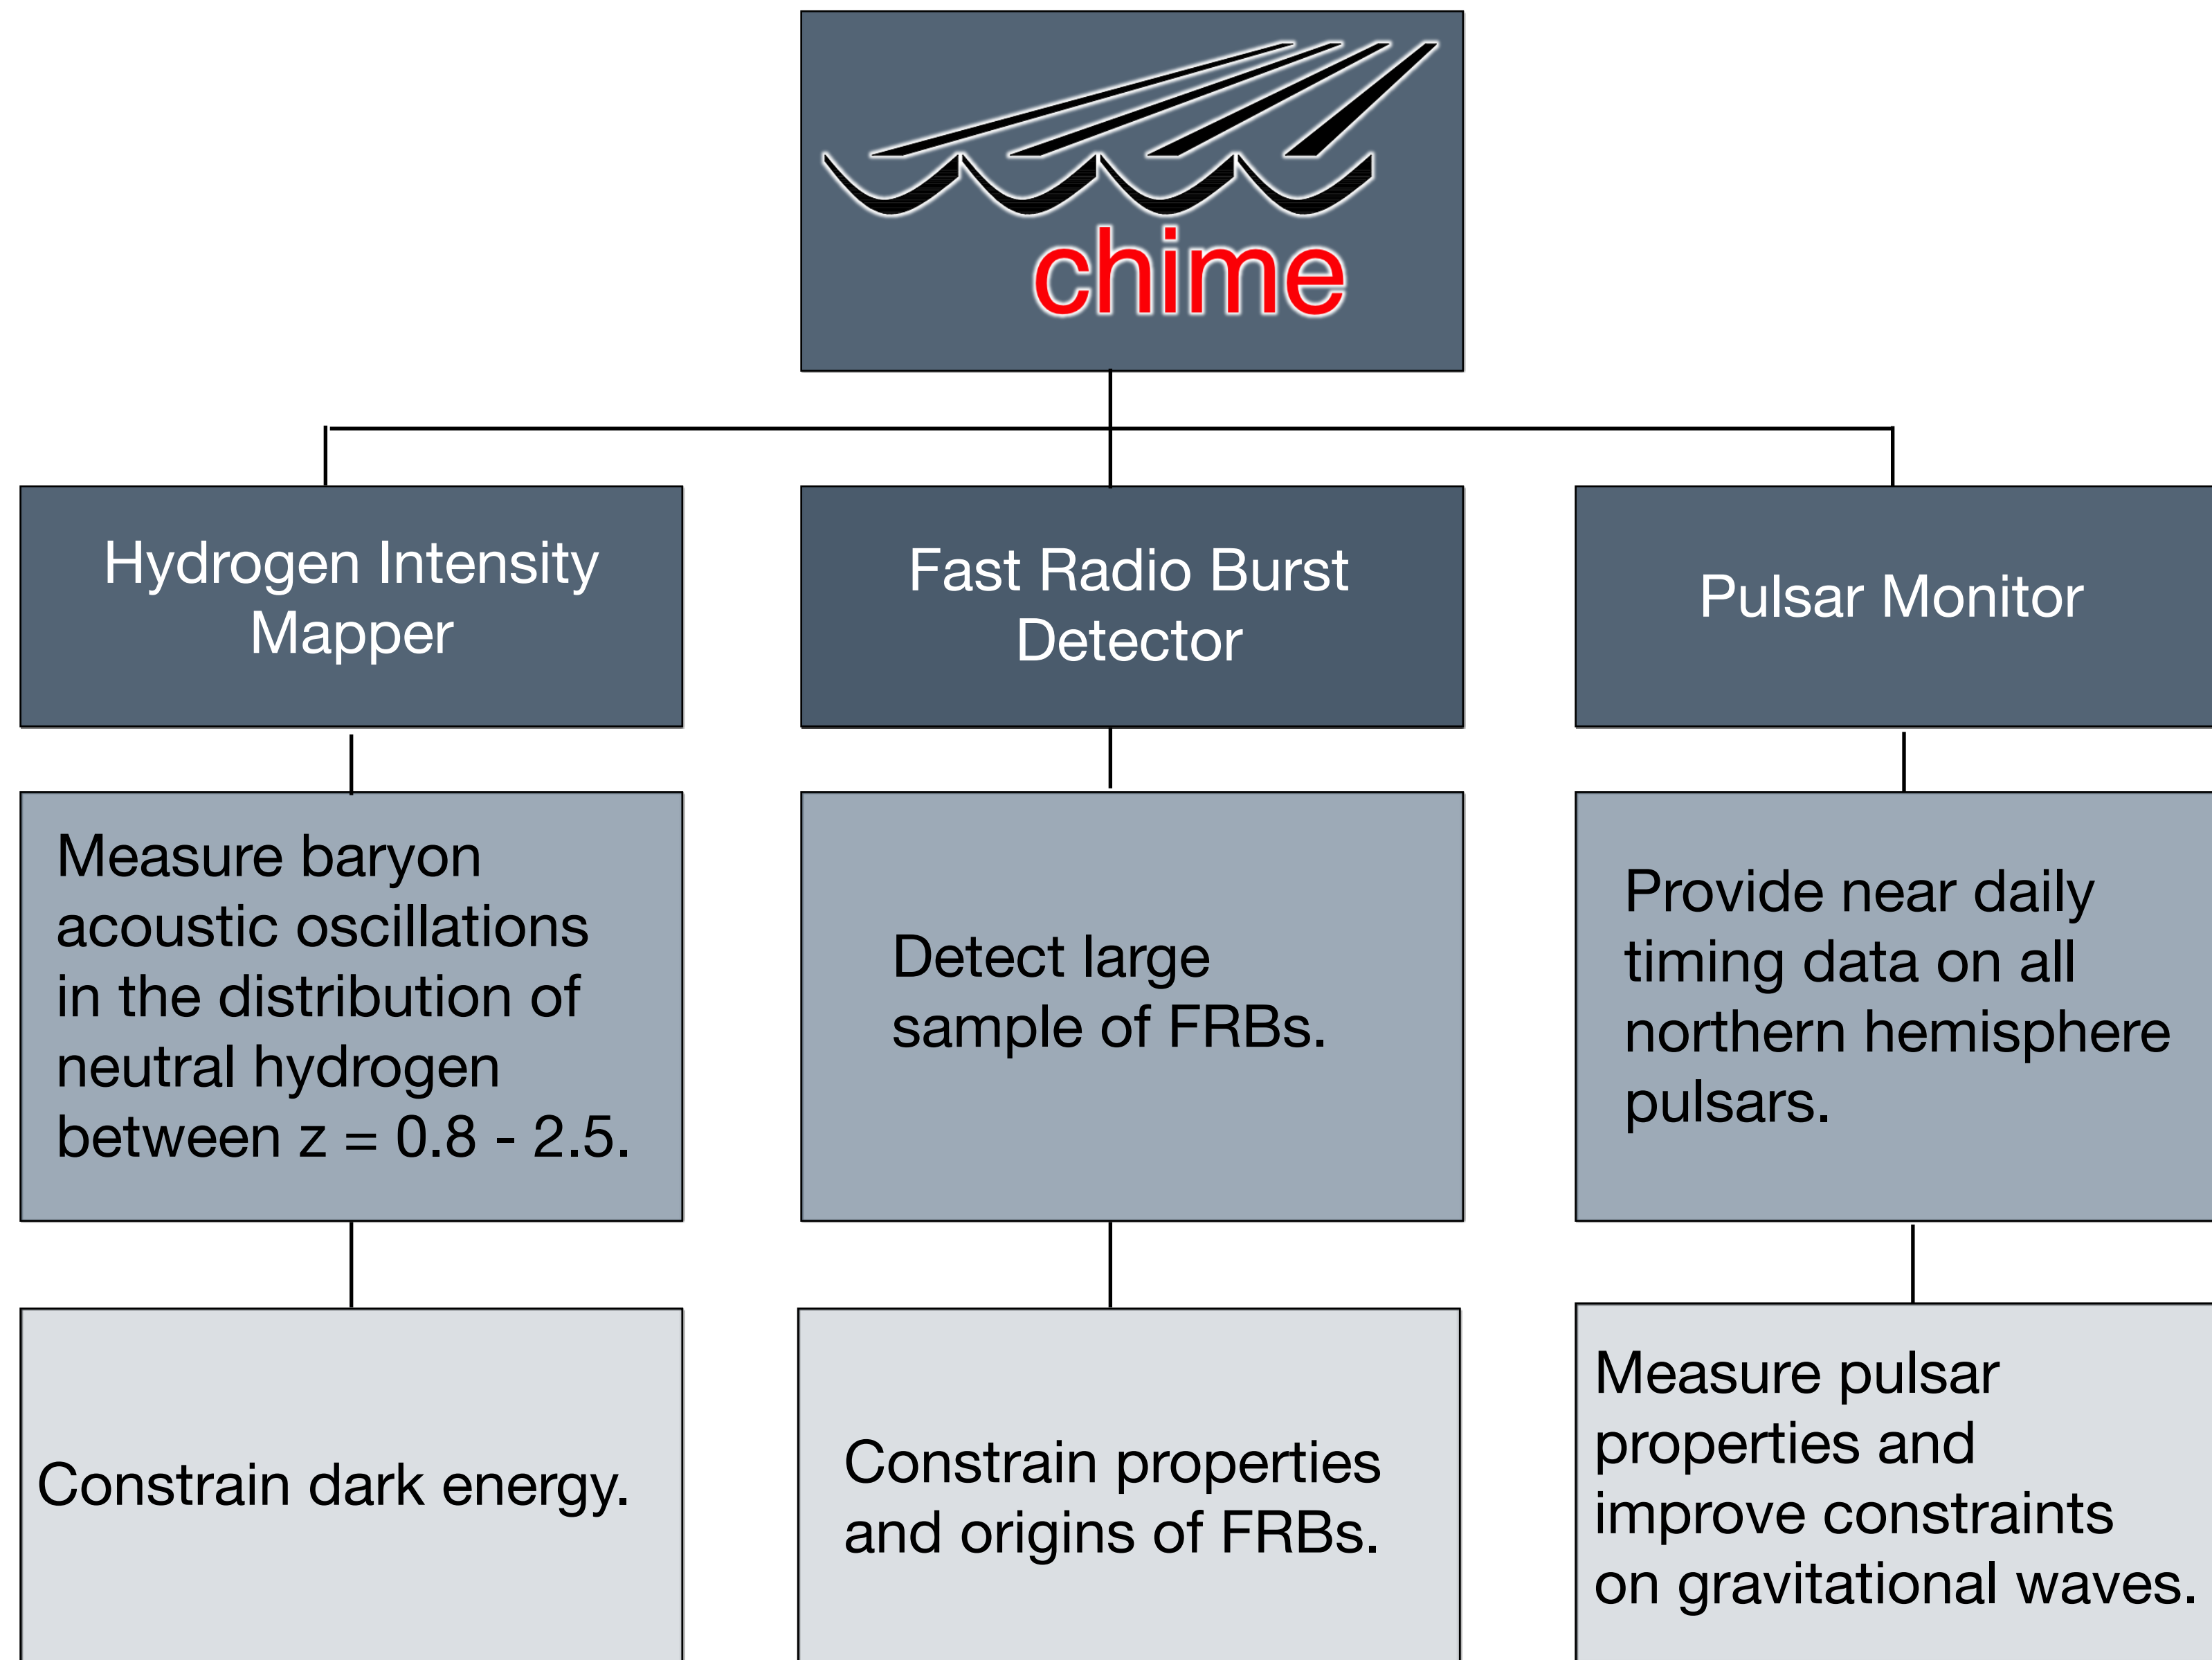 chime
Hydrogen Intensity
Mapper
Fast Radio Burst
Detector
Pulsar Monitor
Measure baryon
acoustic oscillations
in the distribution of
neutral hydrogen
between z = 0.8 - 2.5.
Detect large
sample of FRBs.
Provide near daily
timing data on all
northern hemisphere
pulsars.
Constrain dark energy.
Constrain properties
and origins of FRBs.
Measure pulsar
properties and
improve constraints
on gravitational waves.